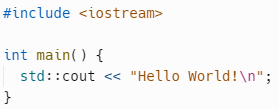 #include <iostream>

int main() {
  std::cout << "Hello World!\n";
}